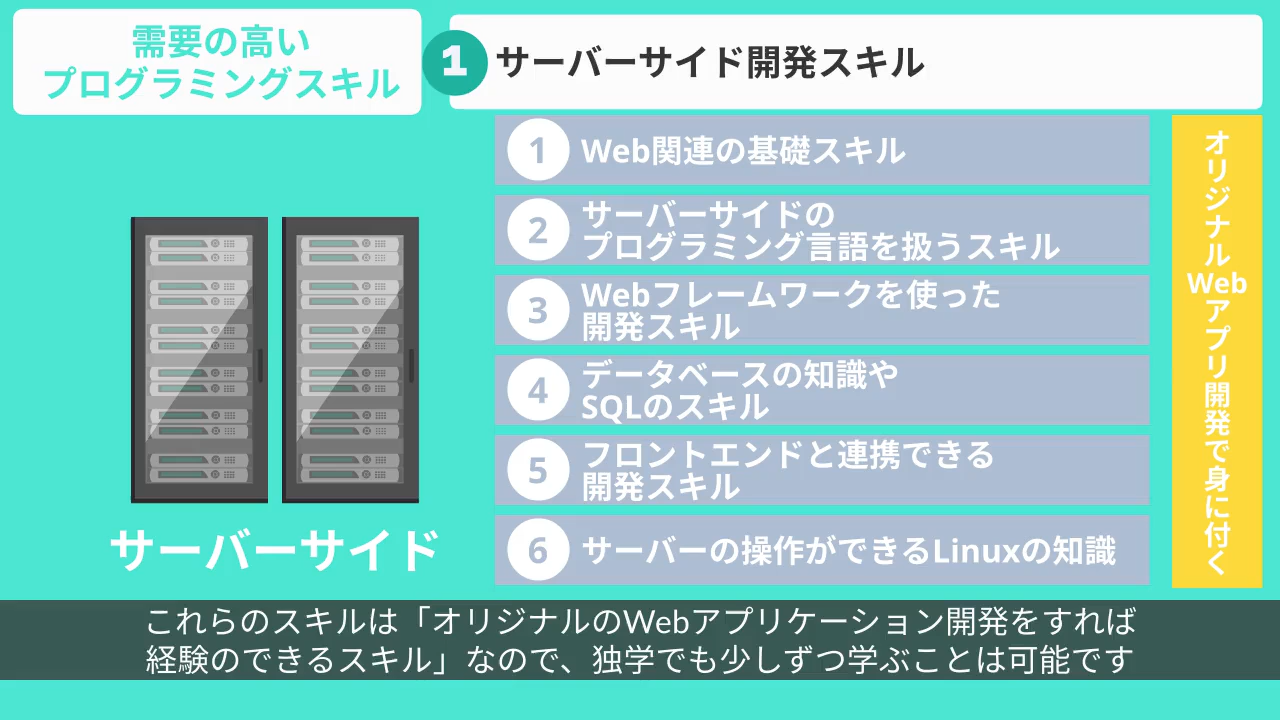 需要の高い
プログラミングスキル
1 サーバーサイド開発スキル
1 Web関連の基礎スキル
2 サーバーサイドの
プログラミング言語を扱うスキル
3 Webフレームワークを使った
開発スキル
4 データベースの知識や
SQLのスキル
5 フロントエンドと連携できる
開発スキル
6 サーバーの操作ができるLinuxの知識
オリジナルWebアプリ開発で身に付く
サーバーサイド
これらのスキルは「オリジナルのWebアプリケーション開発をすれば
経験のできるスキル」なので、独学でも少しずつ学ぶことは可能です